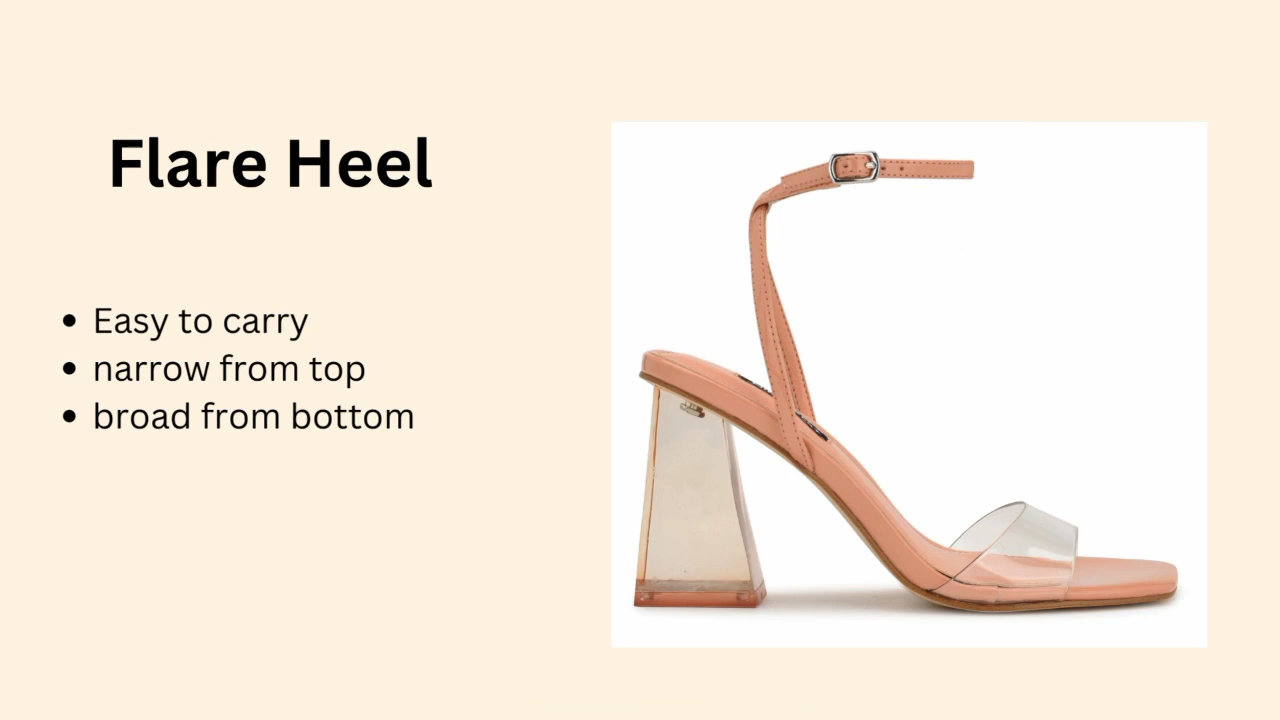 Flare Heel
• Easy to carry
• narrow from top
• broad from bottom